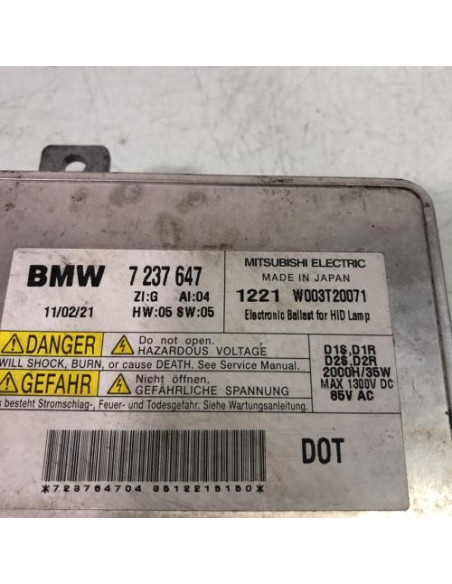 BMW 7 237 647
11/02/21 ZI:G AI:04
HW:05 SW:05
MITSUBISHI ELECTRIC
MADE IN JAPAN
1221 W003T20071
Electronic Ballast for HID Lamp
DANGER Do not open.
HAZARDOUS VOLTAGE
WILL SHOCK, BURN, or cause DEATH. See Service Manual.
GEFAHR Nicht öffnen.
GEFÄHRLICHE SPANNUNG
s besteht Stromschlag-, Feuer- und Todesgefahr. Siehe Wartungsanleitung.
D1S,D1R
D2S,D2R
2000H/35W
MAX 1300V DC
85V AC
DOT
*723764704 3512215150*